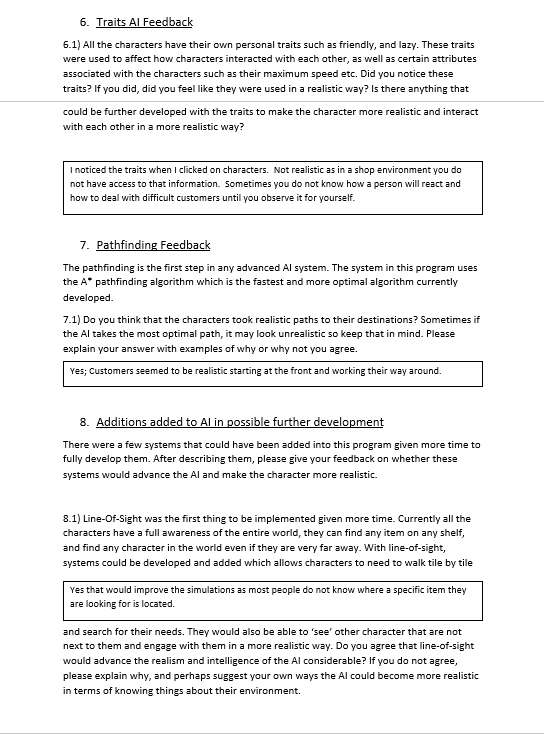 6. Traits AI Feedback
6.1) All the characters have their own personal traits such as friendly, and lazy. These traits
were used to affect how characters interacted with each other, as well as certain attributes
associated with the characters such as their maximum speed etc. Did you notice these
traits? If you did, did you feel like they were used in a realistic way? Is there anything that
could be further developed with the traits to make the character more realistic and interact
with each other in a more realistic way?
I noticed the traits when I clicked on characters. Not realistic as in a shop environment you do
not have access to that information. Sometimes you do not know how a person will react and
how to deal with difficult customers until you observe it for yourself.
7. Pathfinding Feedback
The pathfinding is the first step in any advanced AI system. The system in this program uses
the A* pathfinding algorithm which is the fastest and more optimal algorithm currently
developed.
7.1) Do you think that the characters took realistic paths to their destinations? Sometimes if
the AI takes the most optimal path, it may look unrealistic so keep that in mind. Please
explain your answer with examples of why or why not you agree.
Yes; Customers seemed to be realistic starting at the front and working their way around.
8. Additions added to AI in possible further development
There were a few systems that could have been added into this program given more time to
fully develop them. After describing them, please give your feedback on whether these
systems would advance the AI and make the character more realistic.
8.1) Line-Of-Sight was the first thing to be implemented given more time. Currently all the
characters have a full awareness of the entire world, they can find any item on any shelf,
and find any character in the world even if they are very far away. With line-of-sight,
systems could be developed and added which allows characters to need to walk tile by tile
Yes that would improve the simulations as most people do not know where a specific item they
are looking for is located.
and search for their needs. They would also be able to ‘see’ other character that are not
next to them and engage with them in a more realistic way. Do you agree that line-of-sight
would advance the realism and intelligence of the AI considerable? If you do not agree,
please explain why, and perhaps suggest your own ways the AI could become more realistic
in terms of knowing things about their environment.